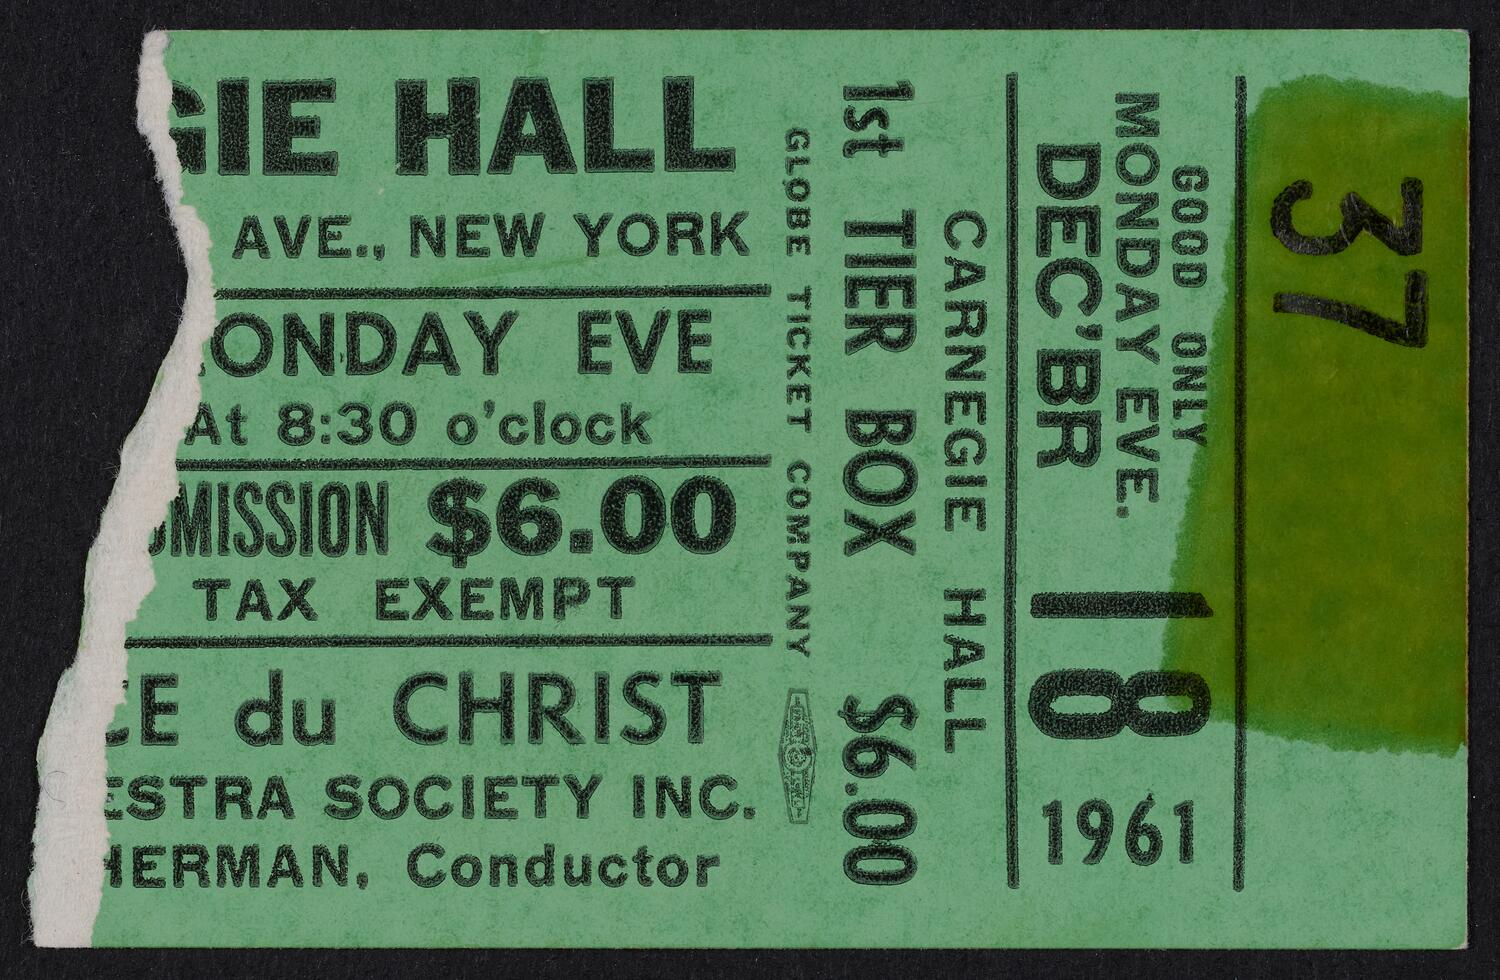 GIE HALL
AVE., NEW YORK
ONDAY EVE
At 8:30 o'clock
MISSION $6.00
TAX EXEMPT
CE du CHRIST
ESTRA SOCIETY INC.
HERMAN, Conductor
GLOBE TICKET COMPANY
1st TIER BOX $6.00
CARNEGIE HALL
GOOD ONLY
MONDAY EVE.
DEC'BR
18
1961
37